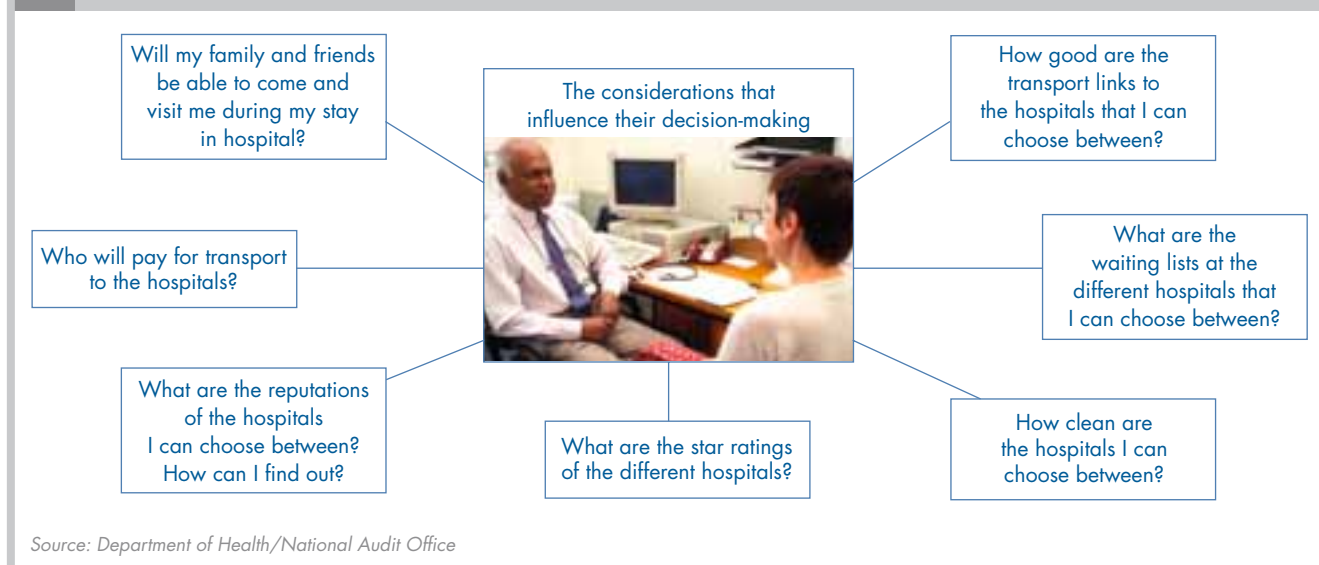 Will my family and friends
be able to come and
visit me during my stay
in hospital?
The considerations that
influence their decision-making
How good are the
transport links to
the hospitals that I can
choose between?
Who will pay for transport
to the hospitals?
What are the
waiting lists at the
different hospitals that
I can choose between?
What are the reputations
of the hospitals
I can choose between?
How can I find out?
What are the star ratings
of the different hospitals?
How clean are
the hospitals I can
choose between?
Source: Department of Health/National Audit Office